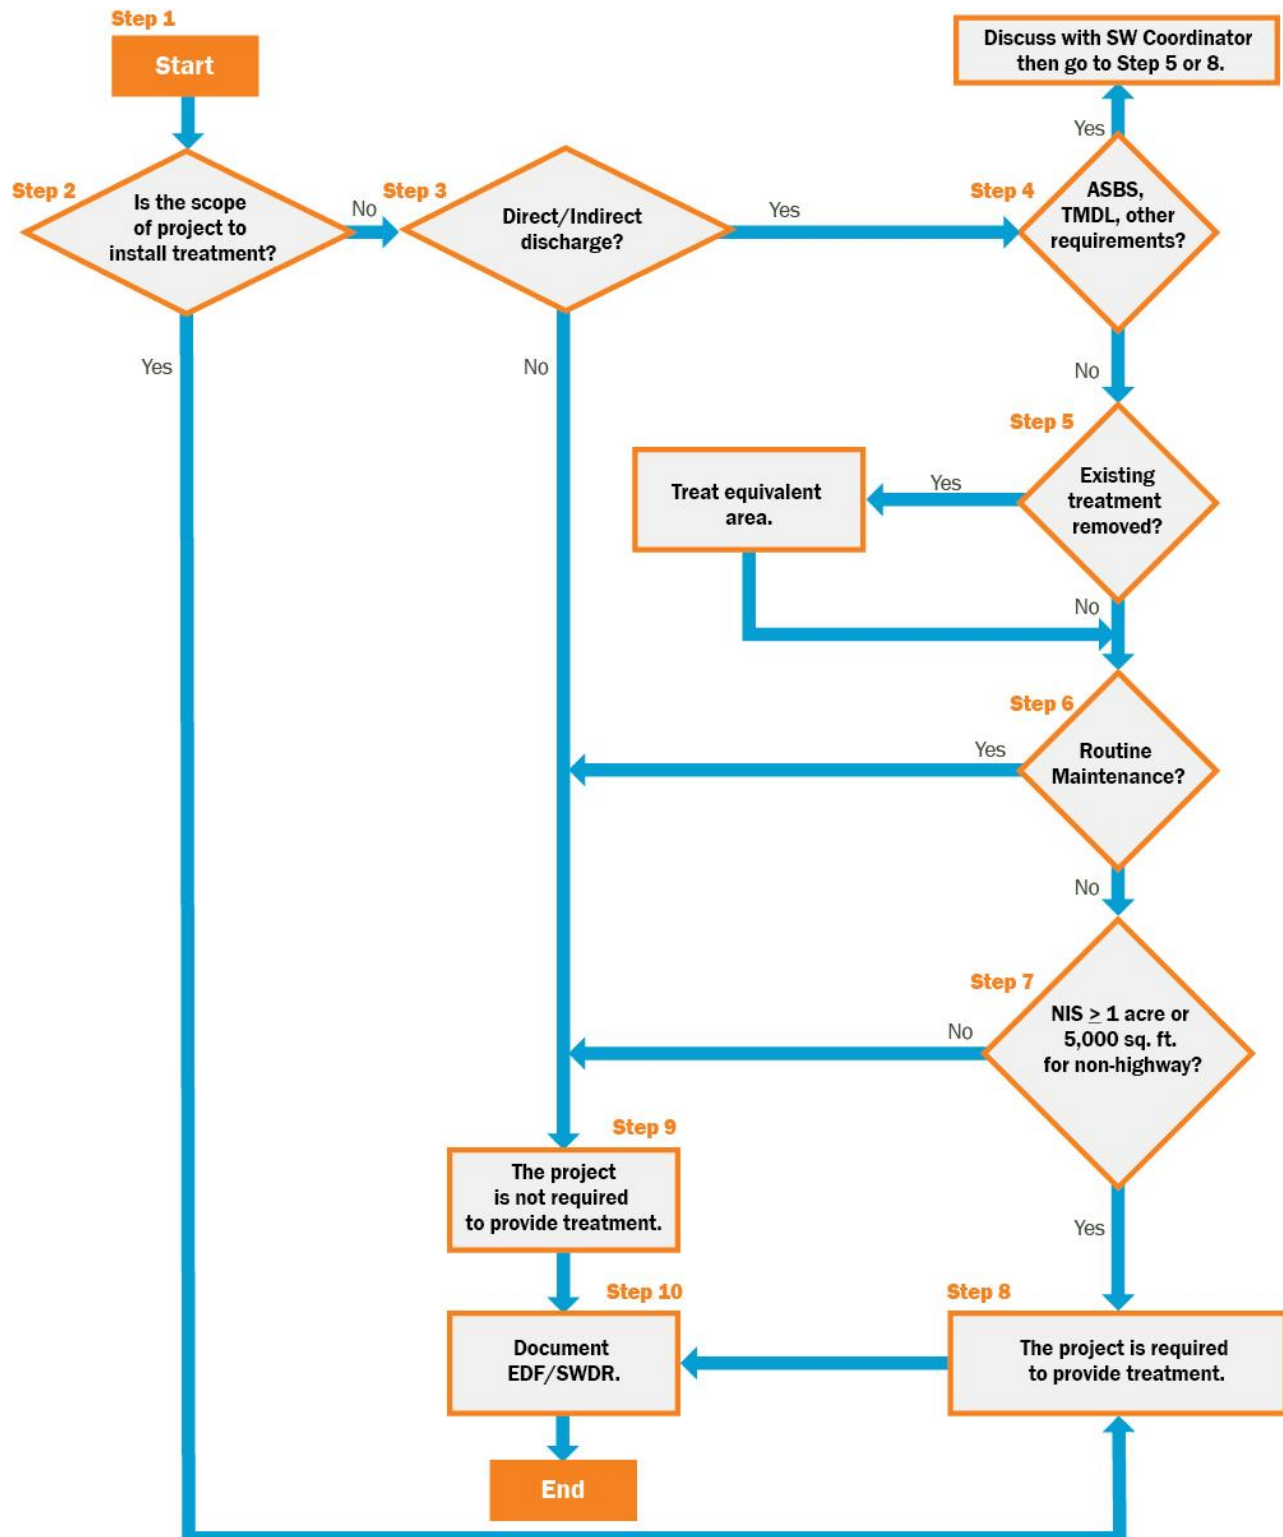 Step 1
Start
Discuss with SW Coordinator
then go to Step 5 or 8.
Yes
Step 2
Is the scope
of project to
install treatment?
No
Step 3
Direct/Indirect
discharge?
Yes
Step 4
ASBS,
TMDL, other
requirements?
Yes
No
No
Step 5
Existing
treatment
removed?
Yes
Treat equivalent
area.
No
Step 6
Routine
Maintenance?
Yes
No
Step 7
NIS ≥ 1 acre or
5,000 sq. ft.
for non-highway?
No
Step 9
The project
is not required
to provide treatment.
Yes
Step 10
Document
EDF/SWDR.
Step 8
The project is required
to provide treatment.
End